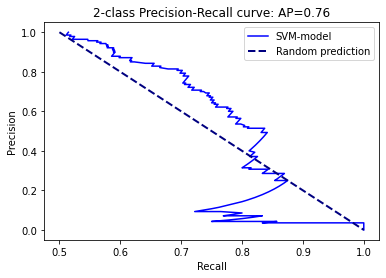 2-class Precision-Recall curve: AP=0.76
SVM-model
Random prediction
Precision
1.0
0.8
0.6
0.4
0.2
0.0
0.5
0.6
0.7
0.8
0.9
1.0
Recall